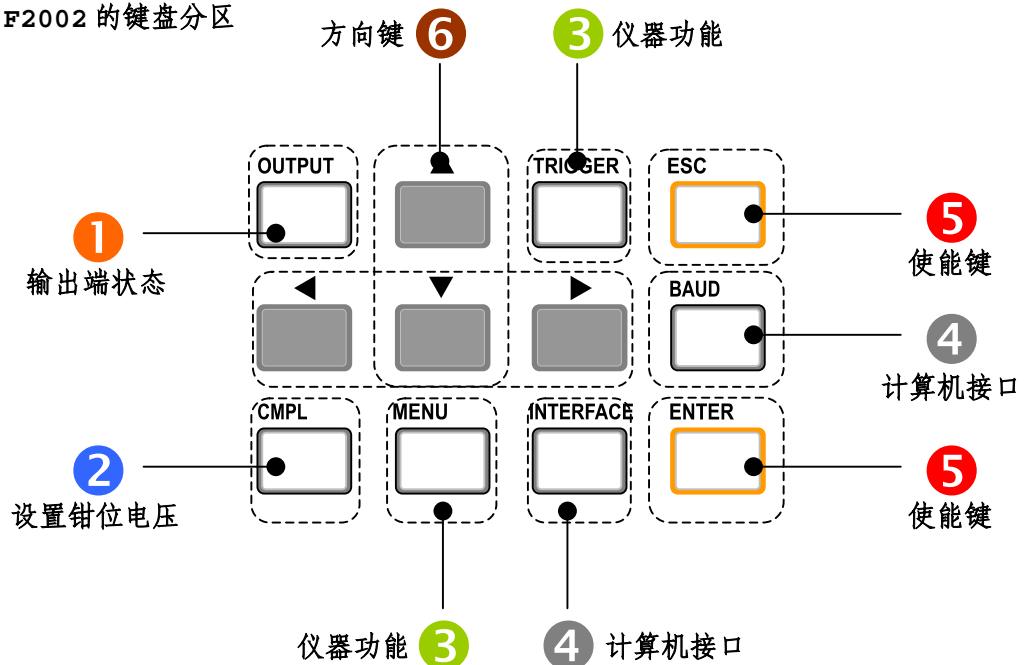 F2002 的键盘分区
方向键 6
3 仪器功能
OUTPUT
TRIGGER
ESC
1
输出端状态
5
使能键
BAUD
4
计算机接口
CMPL
MENU
INTERFACE
ENTER
2
设置钳位电压
5
使能键
仪器功能 3
4 计算机接口